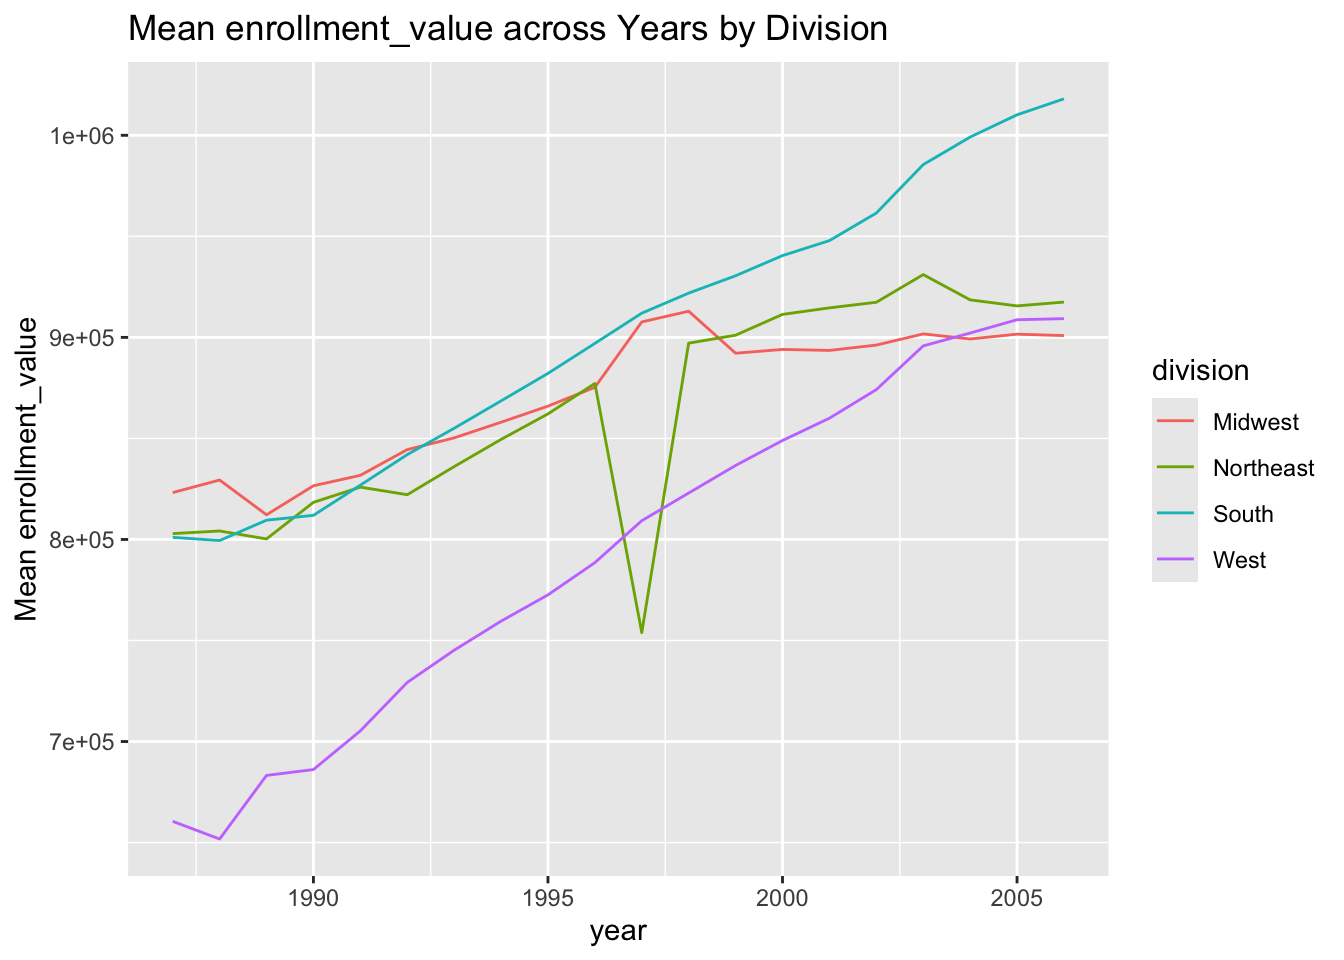 Mean enrollment_value across Years by Division
Mean enrollment_value
1e+06
9e+05
8e+05
7e+05
1990
1995
2000
2005
year
division
Midwest
Northeast
South
West